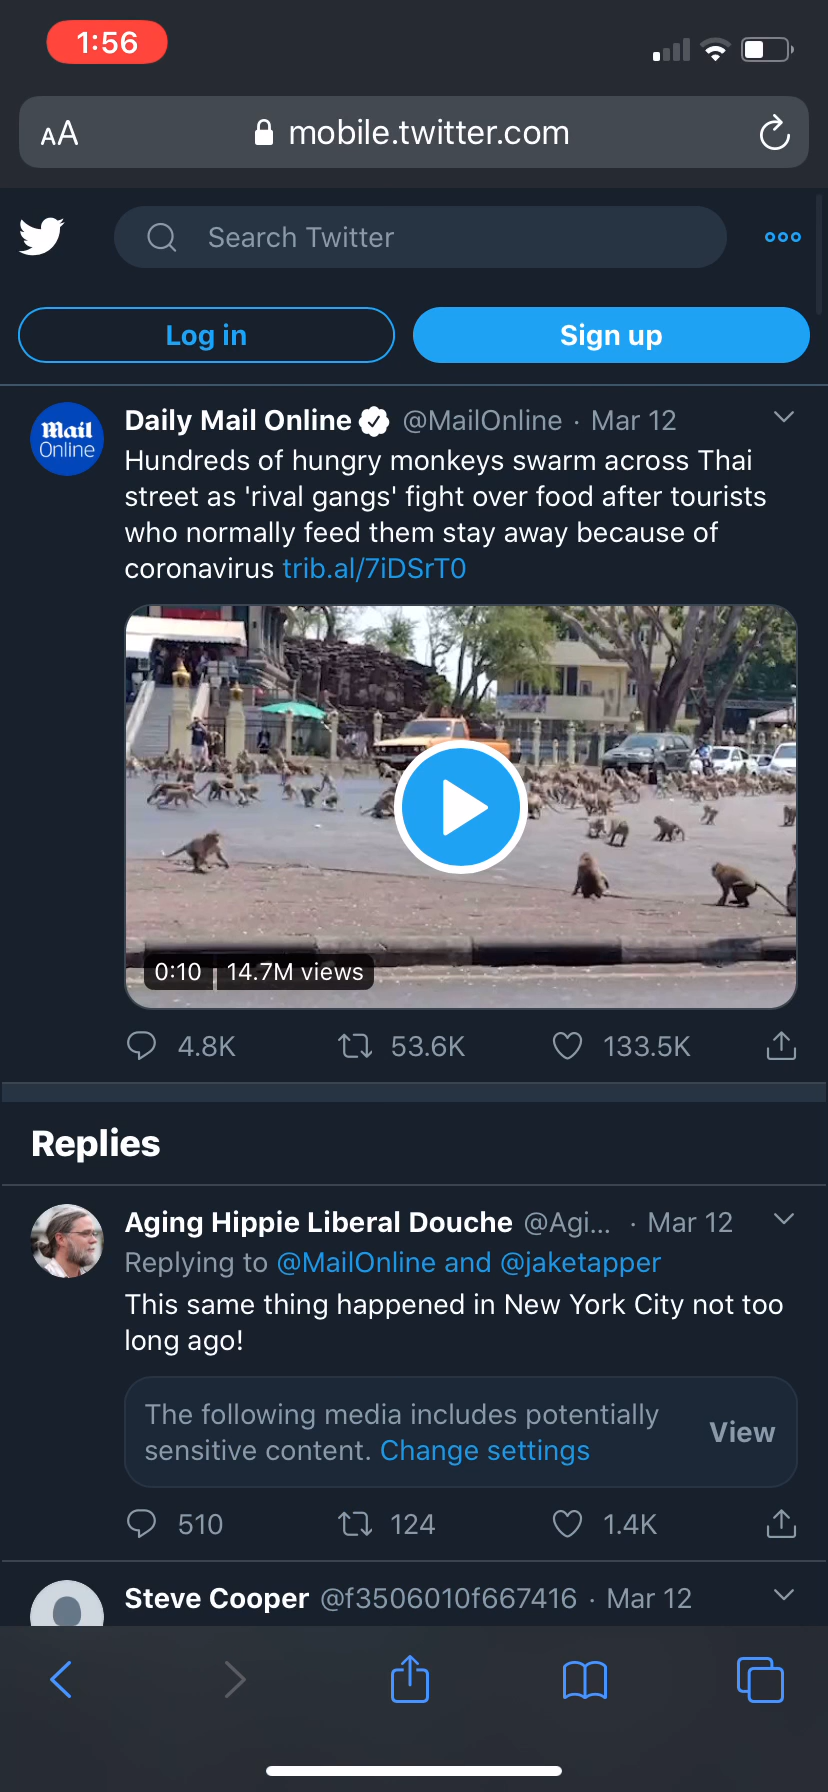 1:56
AA mobile.twitter.com
Search Twitter
Log in Sign up
Mail Online
Daily Mail Online @MailOnline · Mar 12
Hundreds of hungry monkeys swarm across Thai
street as 'rival gangs' fight over food after tourists
who normally feed them stay away because of
coronavirus trib.al/7iDSrT0
0:10 14.7M views
4.8K 53.6K 133.5K
Replies
Aging Hippie Liberal Douche @Agi... · Mar 12
Replying to @MailOnline and @jaketapper
This same thing happened in New York City not too
long ago!
The following media includes potentially
sensitive content. Change settings
View
510 124 1.4K
Steve Cooper @f3506010f667416 · Mar 12